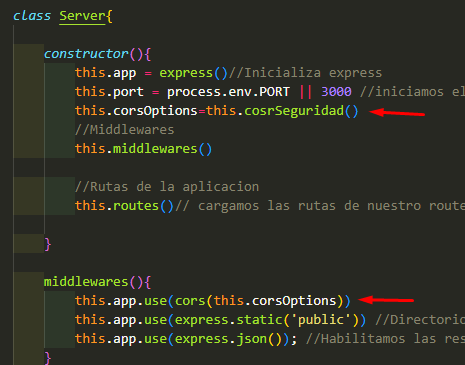 class Server{
constructor(){
this.app = express()//Inicializa express
this.port = process.env.PORT || 3000 //iniciamos el
this.corsOptions=this.cosrSeguridad()
//Middlewares
this.middlewares()
//Rutas de la aplicacion
this.routes()// cargamos las rutas de nuestro route
}
middlewares(){
this.app.use(cors(this.corsOptions))
this.app.use(express.static('public')) //Directorio
this.app.use(express.json()); //Habilitamos las res
}